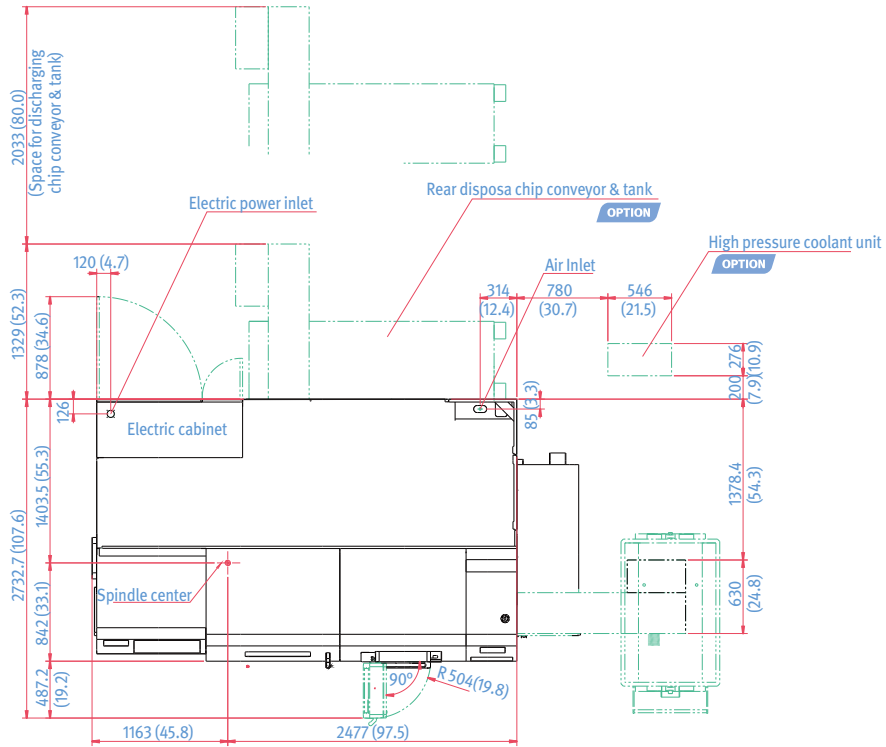 2033 (80.0)
(Space for discharging
chip conveyor & tank)
Electric power inlet
Rear disposa chip conveyor & tank
OPTION
High pressure coolant unit
OPTION
120 (4.7)
Air Inlet
314
(12.4)
780
(30.7)
546
(21.5)
1329 (52.3)
878 (34.6)
276
(10.9)
200
(7.9)
126
85 (3.3)
Electric cabinet
1403.5 (55.3)
1378.4
(54.3)
2732.7 (107.6)
Spindle center
842 (33.1)
630
(24.8)
487.2
(19.2)
90°
R 504(19.8)
1163 (45.8)
2477 (97.5)